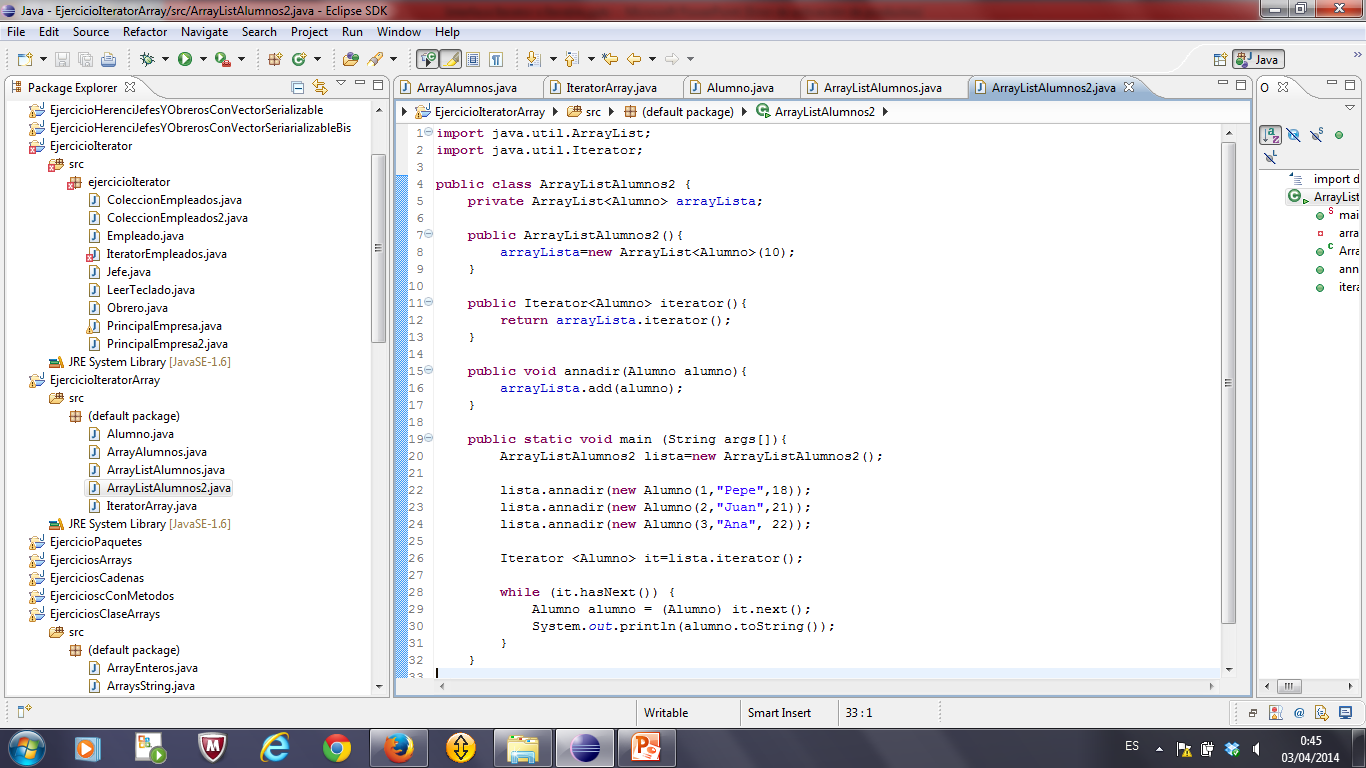 Java - EjercicioIteratorArray/src/ArrayListAlumnos2.java - Eclipse SDK
File Edit Source Refactor Navigate Search Project Run Window Help
Java
Package Explorer
EjercicioHerenciJefesYObrerosConVectorSerializable
EjercicioHerenciJefesYObrerosConVectorSeriarializableBis
EjercicioIterator
src
ejercicioIterator
ColeccionEmpleados.java
ColeccionEmpleados2.java
Empleado.java
IteratorEmpleados.java
Jefe.java
LeerTeclado.java
Obrero.java
PrincipalEmpresa.java
PrincipalEmpresa2.java
JRE System Library [JavaSE-1.6]
EjercicioIteratorArray
src
(default package)
Alumno.java
ArrayAlumnos.java
ArrayListAlumnos.java
ArrayListAlumnos2.java
IteratorArray.java
JRE System Library [JavaSE-1.6]
EjercicioPaquetes
EjerciciosArrays
EjerciciosCadenas
EjercicioscConMetodos
EjerciciosClaseArrays
src
(default package)
ArrayEnteros.java
ArraysString.java
ArrayAlumnos.java IteratorArray.java Alumno.java ArrayListAlumnos.java ArrayListAlumnos2.java
EjercicioIteratorArray src (default package) ArrayListAlumnos2
1 import java.util.ArrayList;
2 import java.util.Iterator;
3
4 public class ArrayListAlumnos2 {
5 private ArrayList<Alumno> arrayLista;
6
7 public ArrayListAlumnos2(){
8 arrayLista=new ArrayList<Alumno>(10);
9 }
10
11 public Iterator<Alumno> iterator(){
12 return arrayLista.iterator();
13 }
14
15 public void annadir(Alumno alumno){
16 arrayLista.add(alumno);
17 }
18
19 public static void main (String args[]){
20 ArrayListAlumnos2 lista=new ArrayListAlumnos2();
21
22 lista.annadir(new Alumno(1,"Pepe",18));
23 lista.annadir(new Alumno(2,"Juan",21));
24 lista.annadir(new Alumno(3,"Ana", 22));
25
26 Iterator <Alumno> it=lista.iterator();
27
28 while (it.hasNext()) {
29 Alumno alumno = (Alumno) it.next();
30 System.out.println(alumno.toString());
31 }
32 }
33
O
import d
ArrayList
mai
arra
Arra
ann
itera
Writable Smart Insert 33 : 1
ES
0:45
03/04/2014